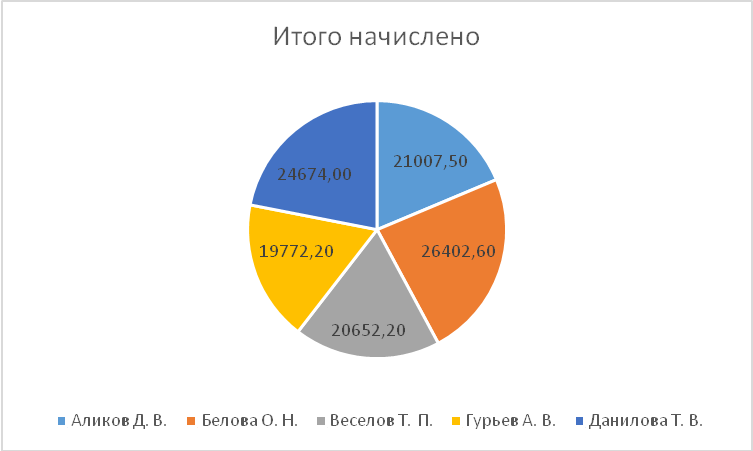 Итого начислено
24674,00
21007,50
19772,20
26402,60
20652,20
Аликов Д. В. Белова О. Н. Веселов Т. П. Гурьев А. В. Данилова Т. В.